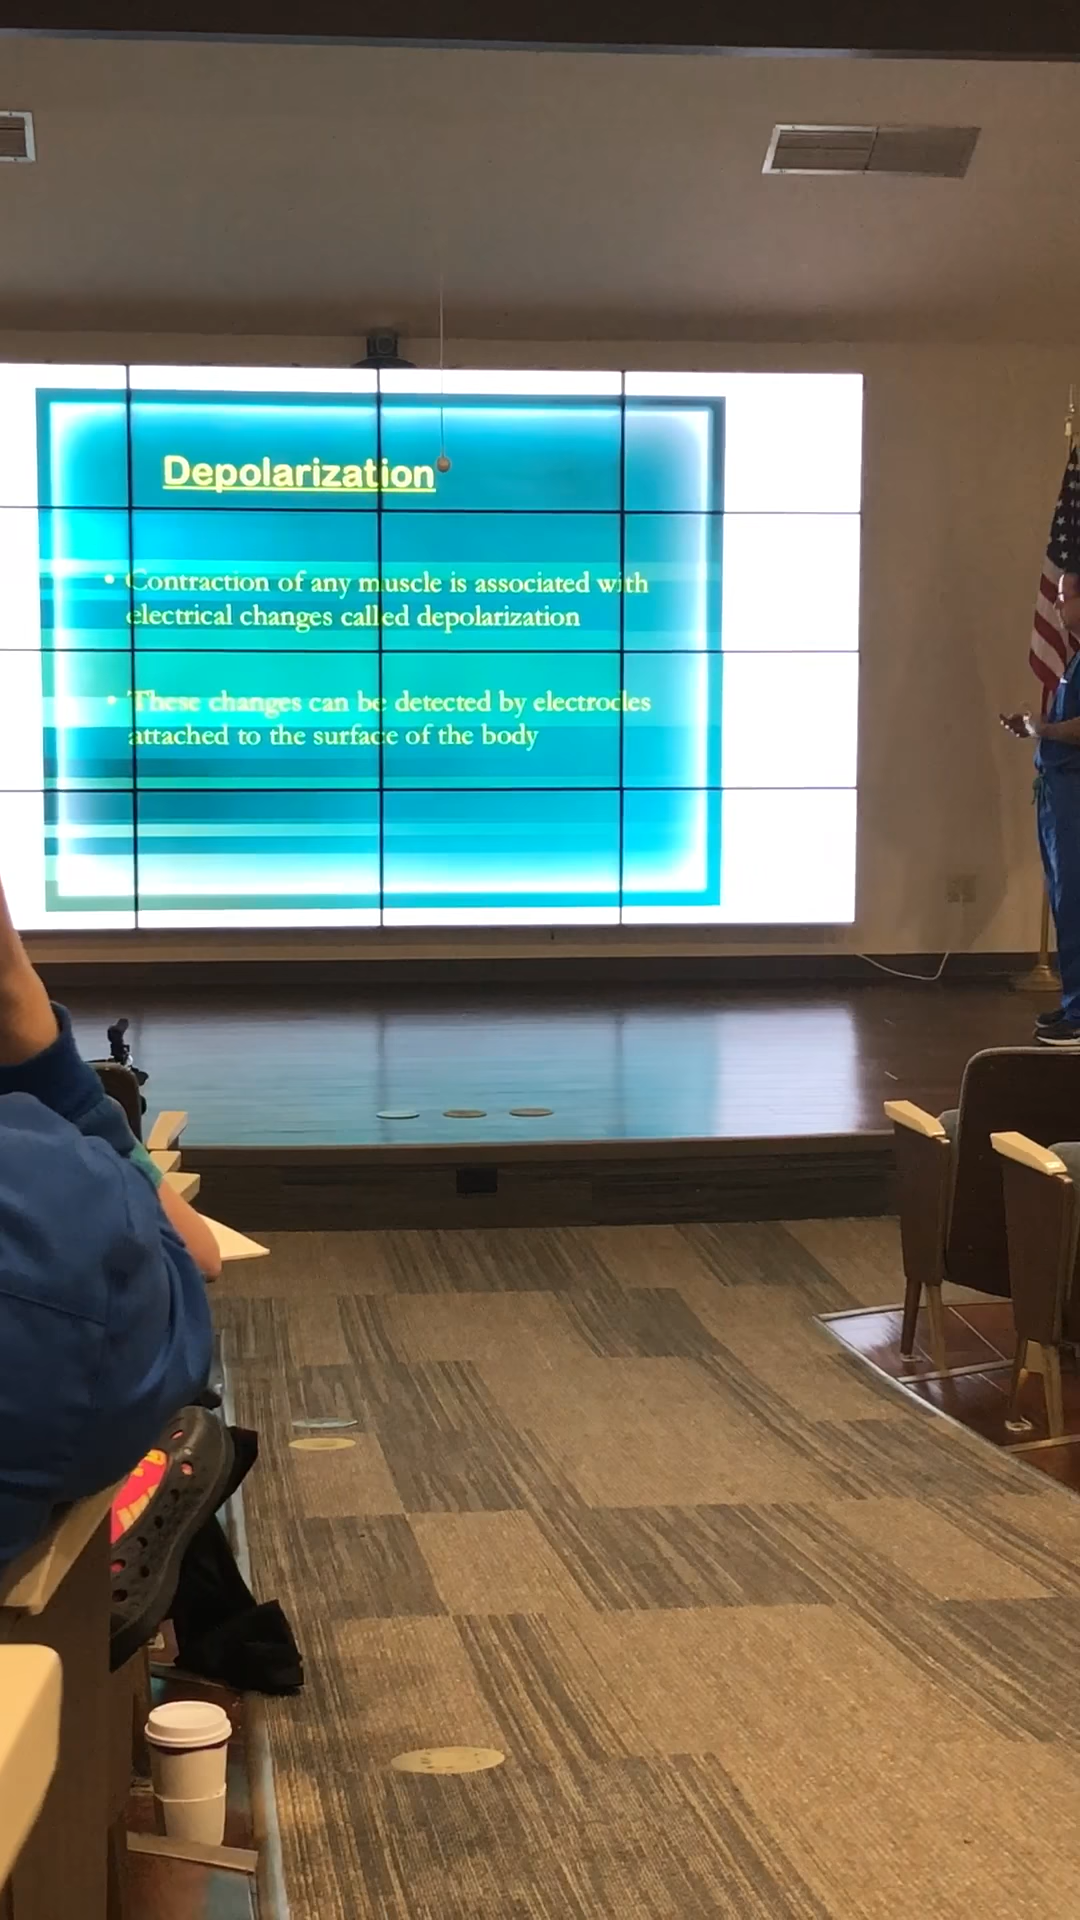 Depolarization
• Contraction of any muscle is associated with
electrical changes called depolarization
• These changes can be detected by electrodes
attached to the surface of the body